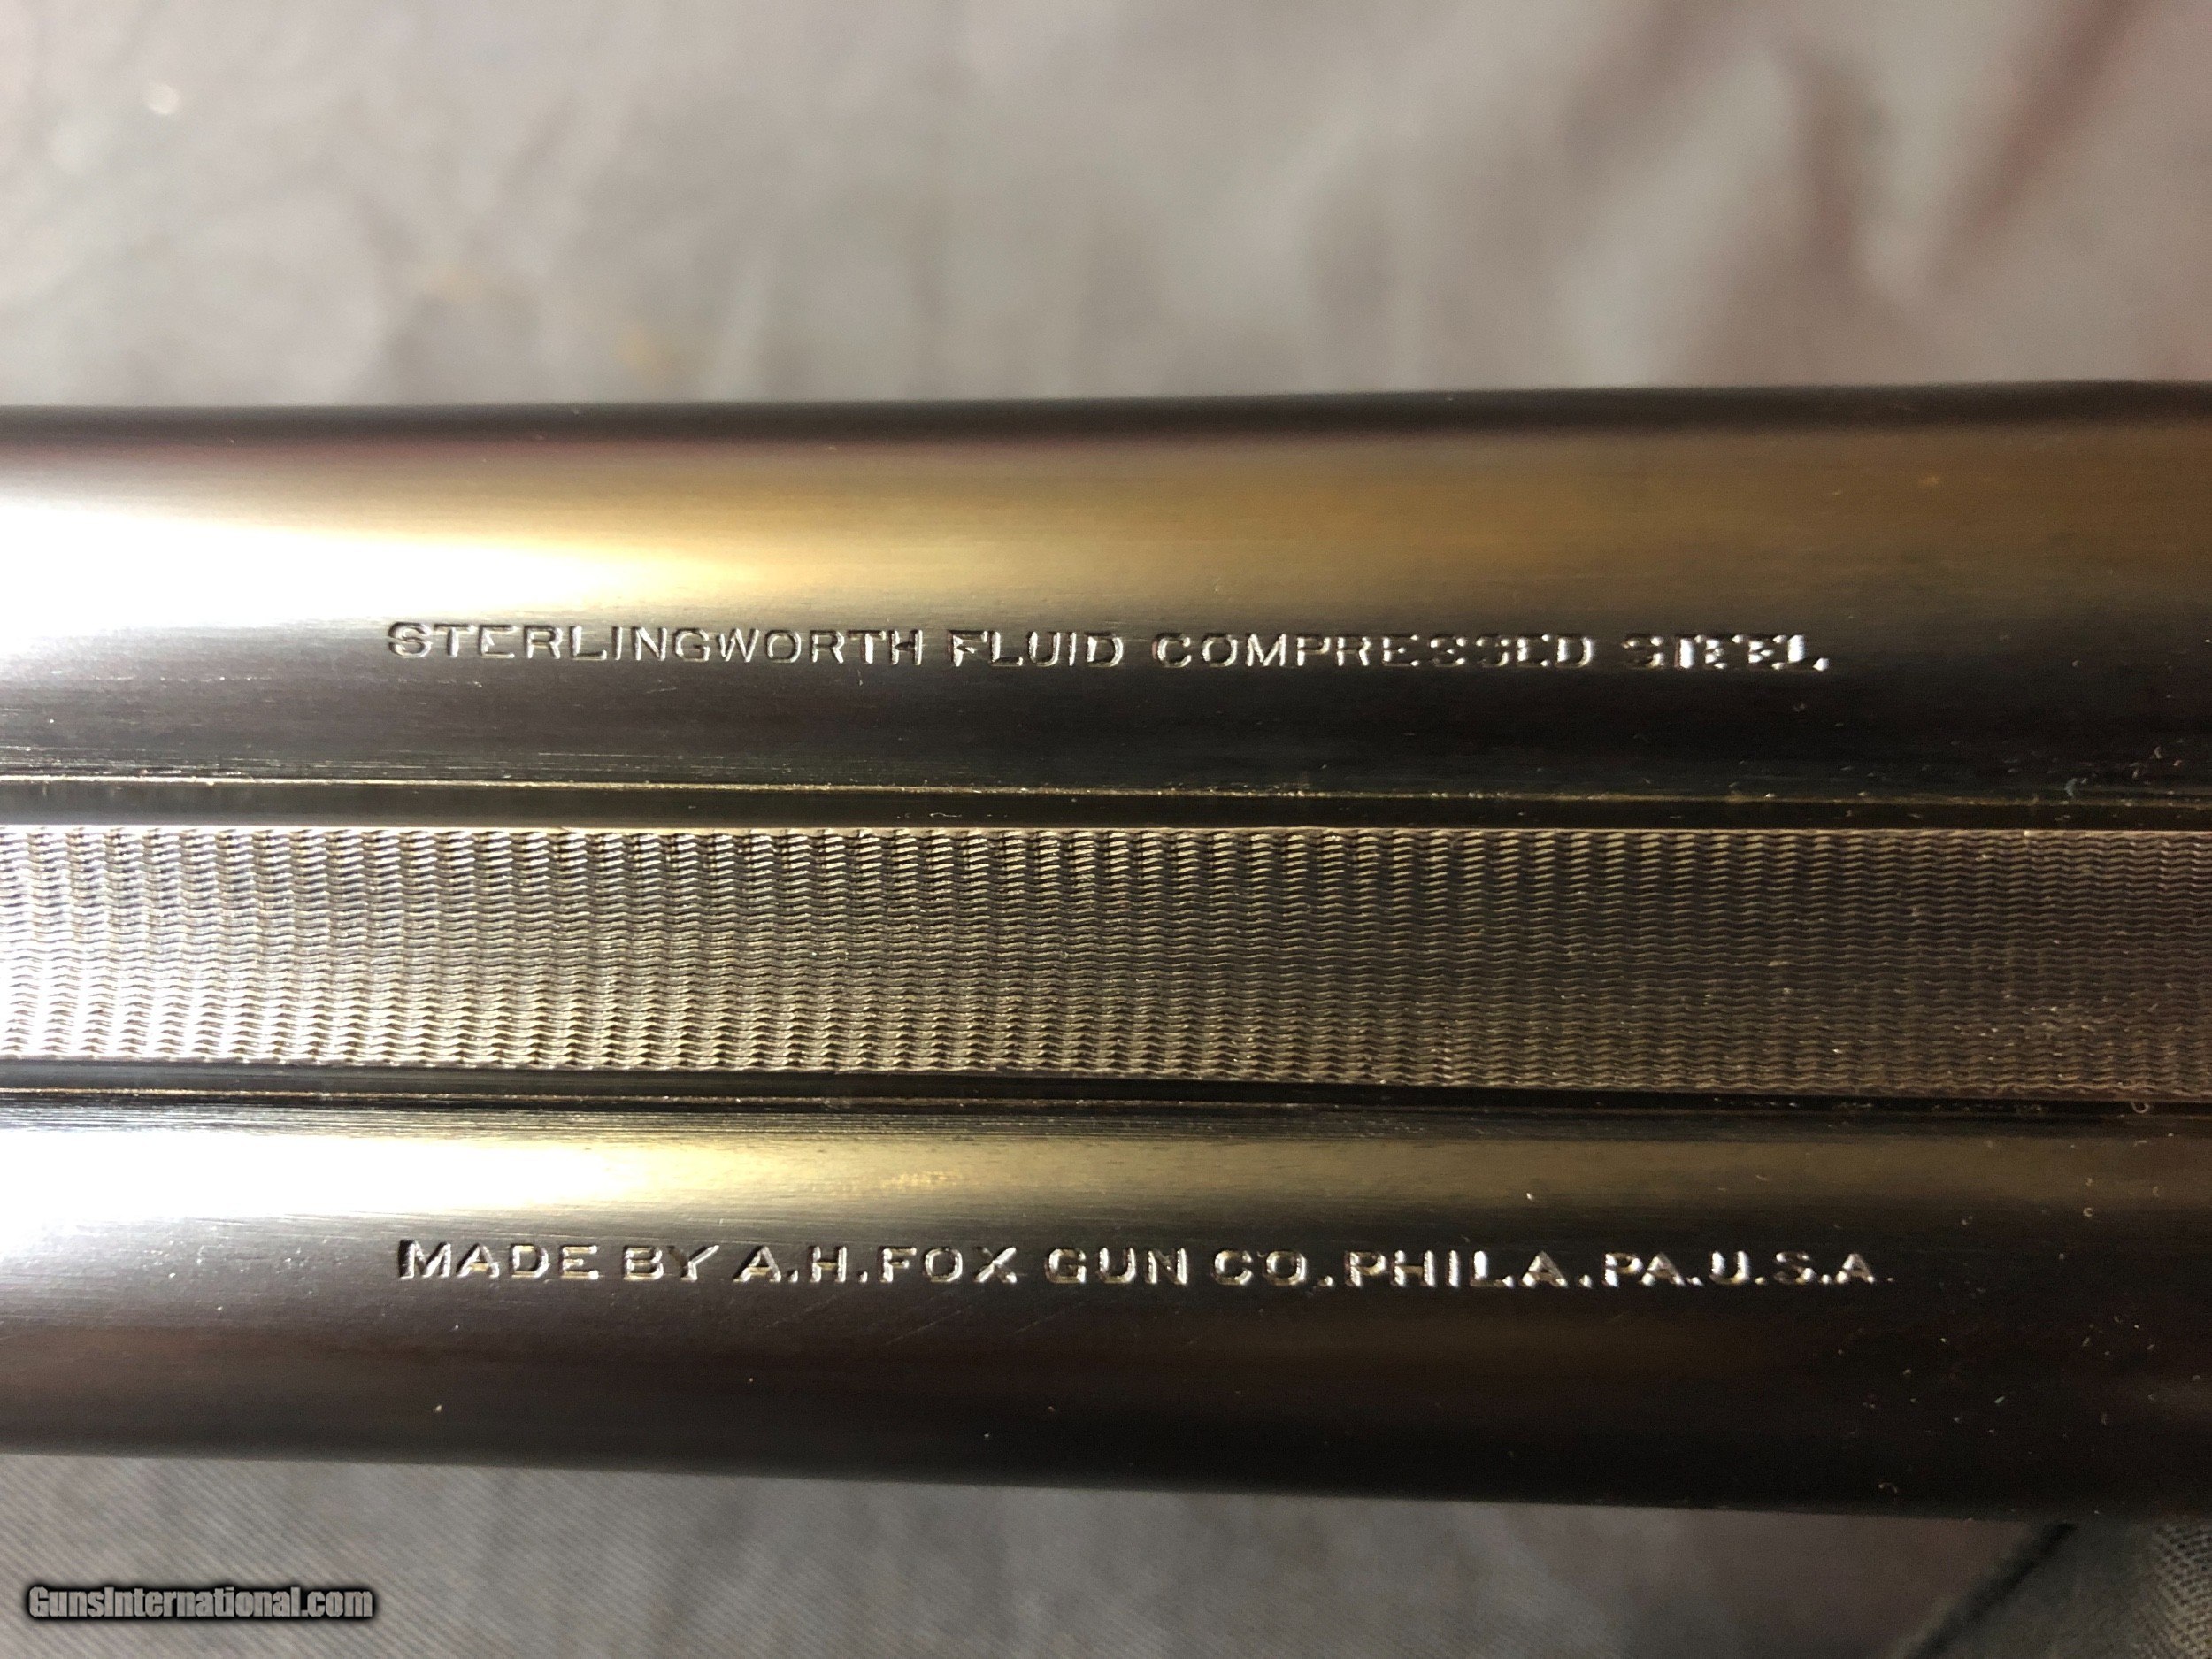 STERLINGWORTH FLUID COMPRESSED STEEL.
MADE BY A.H.FOX GUN CO.PHILA.PA.U.S.A.
GunsInternational.com